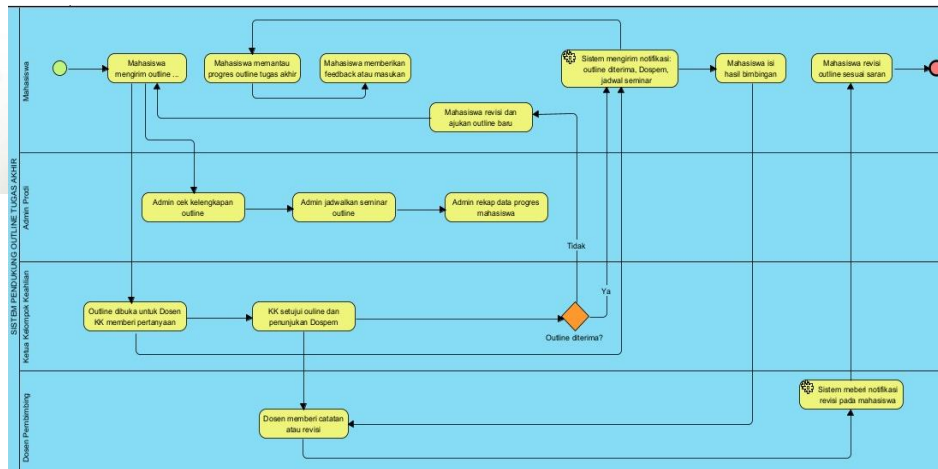 SISTEM PENDUKUNG OUTLINE TUGAS AKHIR
Mahasiswa
Mahasiswa
mengirim outline ...
Mahasiswa memantau
progres outline tugas akhir
Mahasiswa memberikan
feedback atau masukan
Sistem mengirim notifikasi:
outline diterima, Dospem,
jadwal seminar
Mahasiswa isi
hasil bimbingan
Mahasiswa revisi
outline sesuai saran
Mahasiswa revisi dan
ajukan outline baru
Admin Prodi
Admin cek kelengkapan
outline
Admin jadwalkan seminar
outline
Admin rekap data progres
mahasiswa
Tidak
Ya
Ketua Kelompok Keahlian
Outline dibuka untuk Dosen
KK memberi pertanyaan
KK setujui ouline dan
penunjukan Dospem
Outline diterima?
Dosen Pembimbing
Dosen memberi catatan
atau revisi
Sistem meberi notifikasi
revisi pada mahasiswa